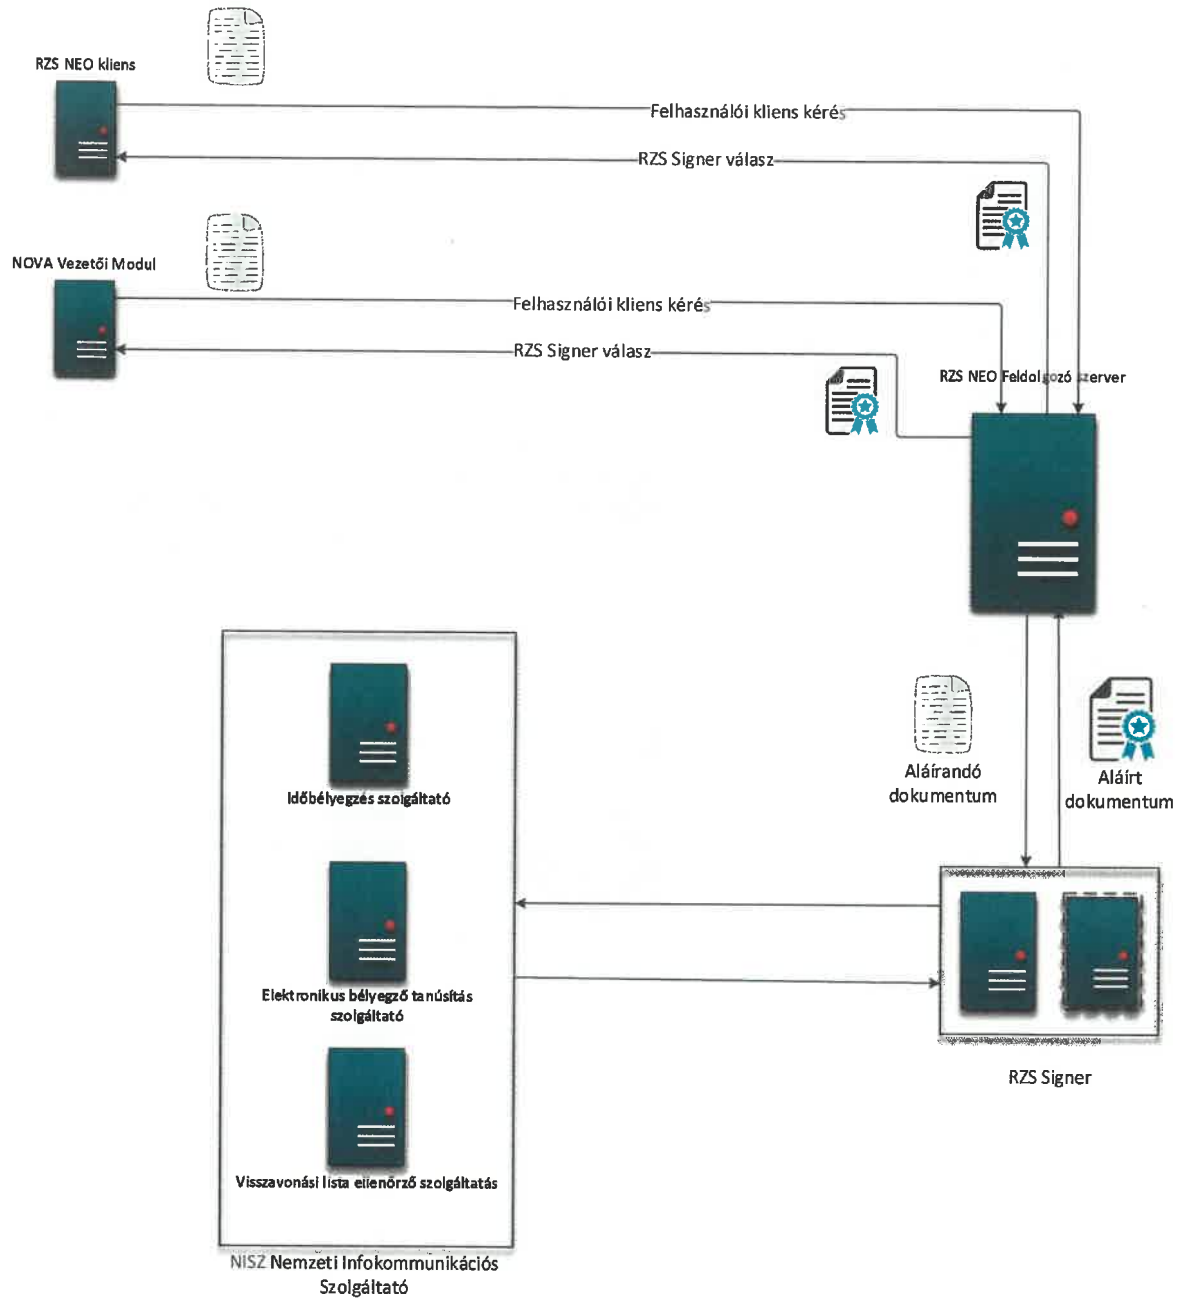 RZS NEO kliens
Felhasználói kliens kérés
RZS Signer válasz
NOVA Vezetői Modul
Felhasználói kliens kérés
RZS Signer válasz
RZS NEO Feldolgozó szerver
Aláírandó
dokumentum
Aláírt
dokumentum
Időbélyegzés szolgáltató
Elektronikus bélyegző tanúsítás
szolgáltató
Visszavonási lista ellenőrző szolgáltatás
RZS Signer
NISZ Nemzeti Infokommunikációs
Szolgáltató